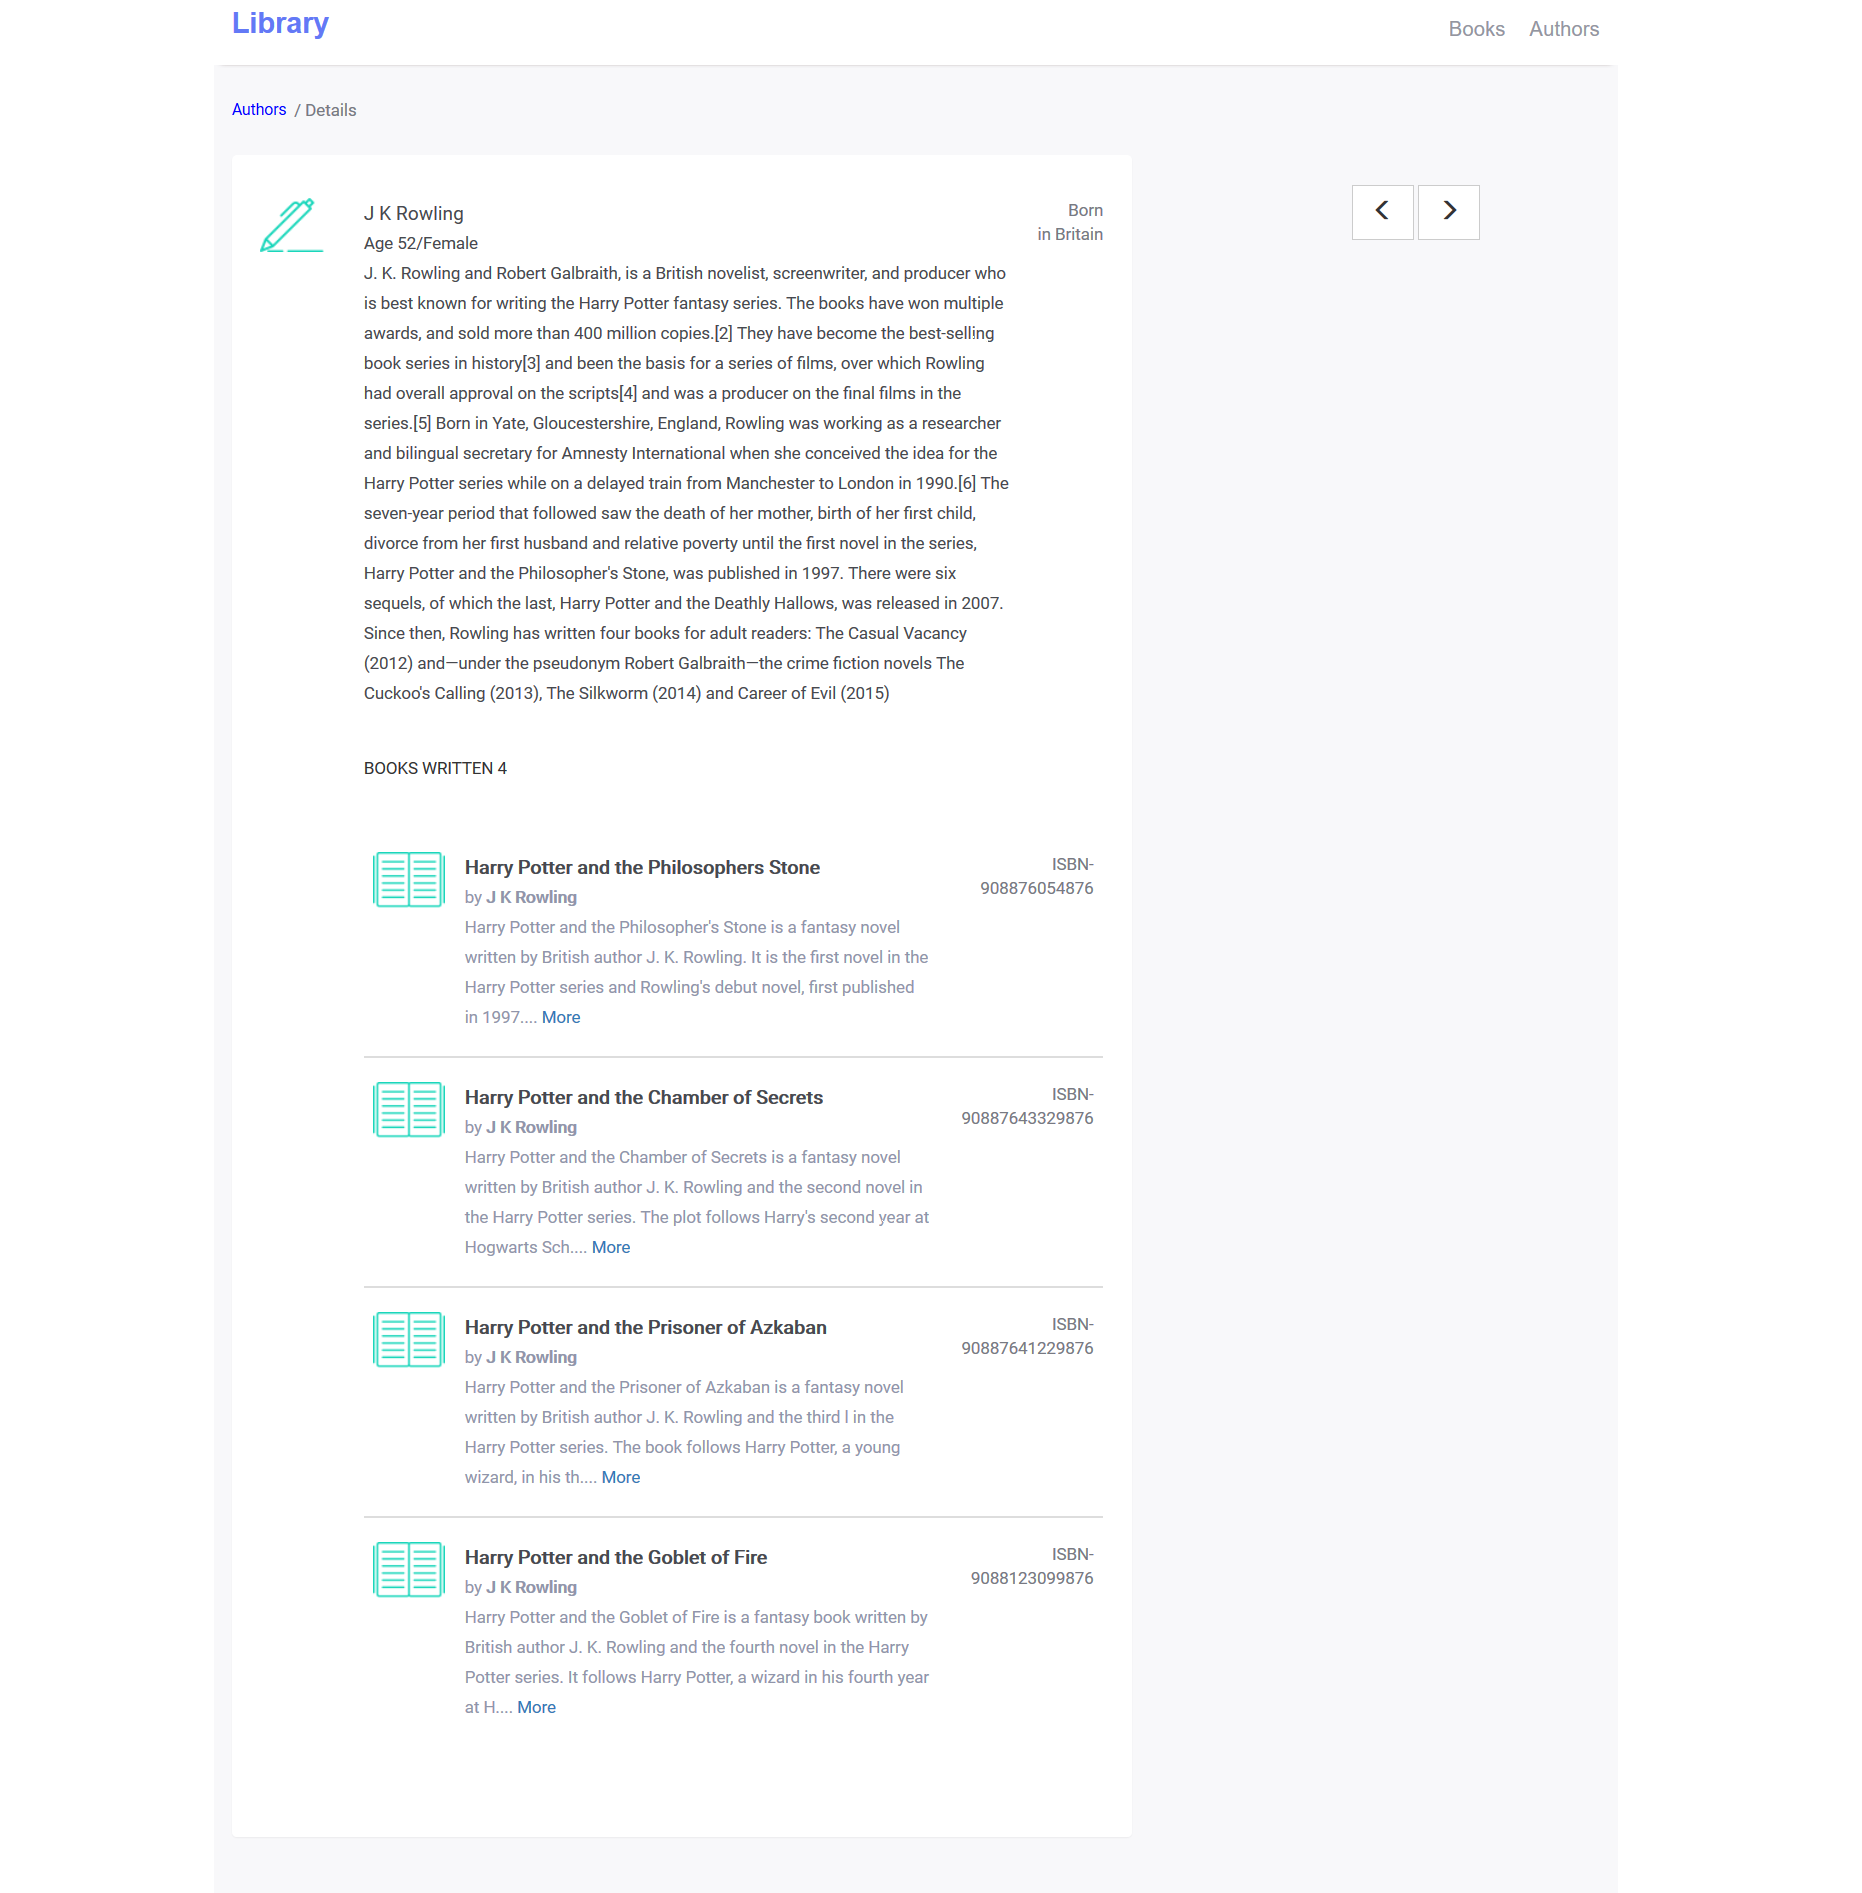 Library
Books
Authors
Authors / Details
J K Rowling
Born
in Britain
Age 52/Female
J. K. Rowling and Robert Galbraith, is a British novelist, screenwriter, and producer who
is best known for writing the Harry Potter fantasy series. The books have won multiple
awards, and sold more than 400 million copies.[2] They have become the best-selling
book series in history[3] and been the basis for a series of films, over which Rowling
had overall approval on the scripts[4] and was a producer on the final films in the
series.[5] Born in Yate, Gloucestershire, England, Rowling was working as a researcher
and bilingual secretary for Amnesty International when she conceived the idea for the
Harry Potter series while on a delayed train from Manchester to London in 1990.[6] The
seven-year period that followed saw the death of her mother, birth of her first child,
divorce from her first husband and relative poverty until the first novel in the series,
Harry Potter and the Philosopher's Stone, was published in 1997. There were six
sequels, of which the last, Harry Potter and the Deathly Hallows, was released in 2007.
Since then, Rowling has written four books for adult readers: The Casual Vacancy
(2012) and—under the pseudonym Robert Galbraith—the crime fiction novels The
Cuckoo's Calling (2013), The Silkworm (2014) and Career of Evil (2015)
BOOKS WRITTEN 4
Harry Potter and the Philosophers Stone
ISBN-
908876054876
by J K Rowling
Harry Potter and the Philosopher's Stone is a fantasy novel
written by British author J. K. Rowling. It is the first novel in the
Harry Potter series and Rowling's debut novel, first published
in 1997.... More
Harry Potter and the Chamber of Secrets
ISBN-
90887643329876
by J K Rowling
Harry Potter and the Chamber of Secrets is a fantasy novel
written by British author J. K. Rowling and the second novel in
the Harry Potter series. The plot follows Harry's second year at
Hogwarts Sch.... More
Harry Potter and the Prisoner of Azkaban
ISBN-
90887641229876
by J K Rowling
Harry Potter and the Prisoner of Azkaban is a fantasy novel
written by British author J. K. Rowling and the third l in the
Harry Potter series. The book follows Harry Potter, a young
wizard, in his th.... More
Harry Potter and the Goblet of Fire
ISBN-
9088123099876
by J K Rowling
Harry Potter and the Goblet of Fire is a fantasy book written by
British author J. K. Rowling and the fourth novel in the Harry
Potter series. It follows Harry Potter, a wizard in his fourth year
at H.... More